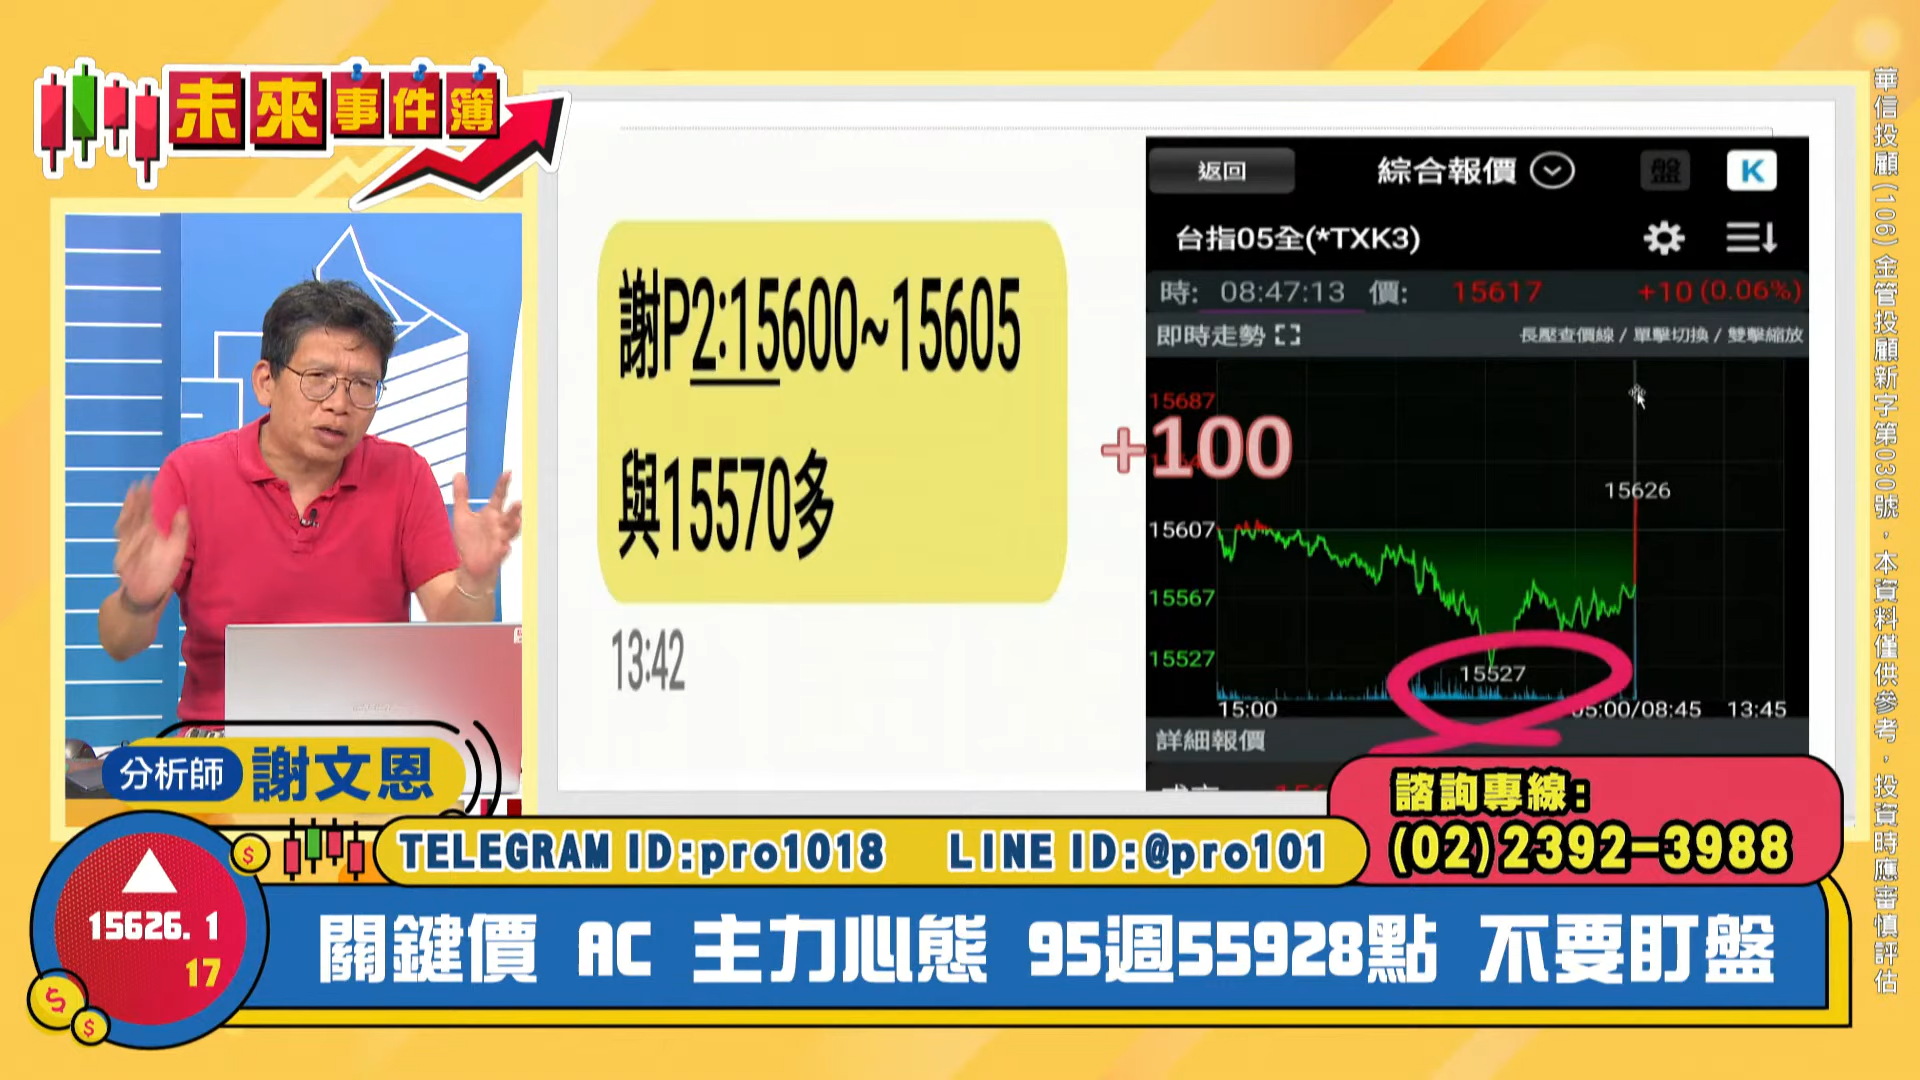 未來事件簿
謝P2:15600~15605
與15570多
13:42
+100
返回
綜合報價
盤
K
台指05全(*TXK3)
時: 08:47:13 價: 15617 +10 (0.06%)
即時走勢
長壓查價線 / 單擊切換 / 雙擊縮放
15687
15626
15607
15567
15527
15527
15:00
05:00/08:45
13:45
詳細報價
分析師
謝文恩
諮詢專線:
(02)2392-3988
TELEGRAM ID:pro1018 LINE ID:@pro101
15626.1
17
關鍵價 AC 主力心態 95週55928點 不要盯盤
華信投顧(106)金管投顧新字第030號,本資料僅供參考,投資時應審慎評估